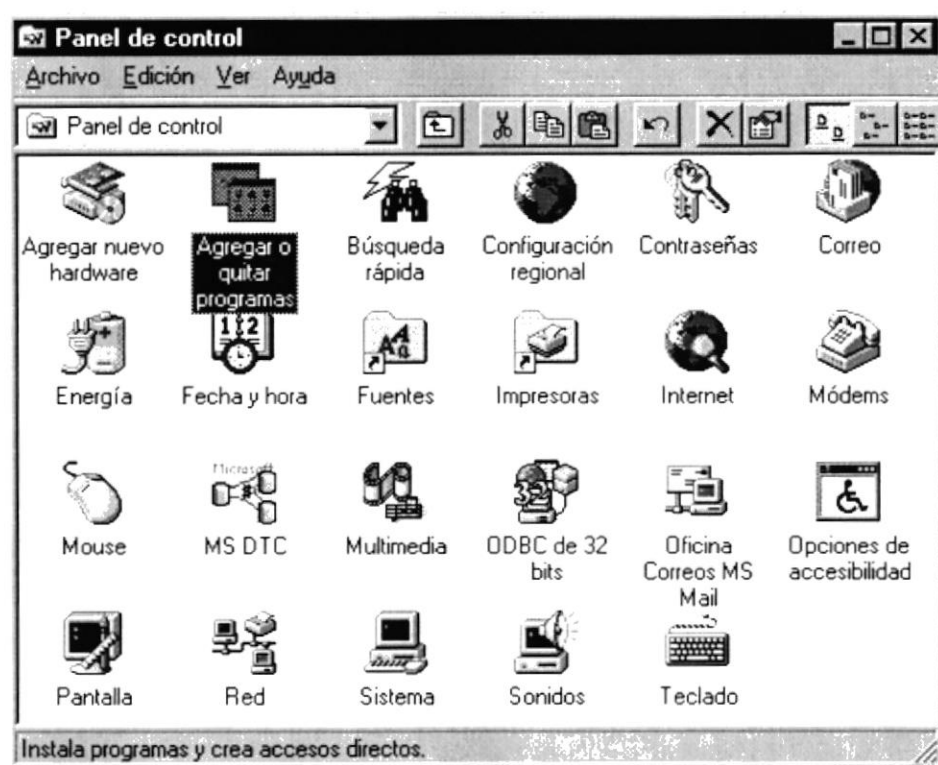 Panel de control
Archivo Edición Ver Ayuda
Panel de control
Agregar nuevo
hardware
Agregar o
quitar
programas
Búsqueda
rápida
Configuración
regional
Contraseñas
Correo
Energía
Fecha y hora
Fuentes
Impresoras
Internet
Módems
Mouse
Microsoft
MS DTC
Multimedia
32
ODBC de 32
bits
Oficina
Correos MS
Mail
Opciones de
accesibilidad
Pantalla
Red
Sistema
Sonidos
Teclado
Instala programas y crea accesos directos.